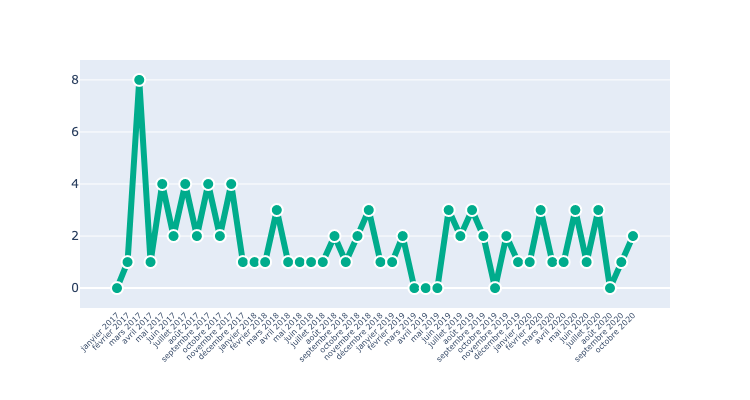 8
6
4
2
0
janvier 2017
février 2017
mars 2017
avril 2017
mai 2017
juin 2017
juillet 2017
août 2017
septembre 2017
octobre 2017
novembre 2017
décembre 2017
janvier 2018
février 2018
mars 2018
avril 2018
mai 2018
juin 2018
juillet 2018
août 2018
septembre 2018
octobre 2018
novembre 2018
décembre 2018
janvier 2019
février 2019
mars 2019
avril 2019
mai 2019
juin 2019
juillet 2019
août 2019
septembre 2019
octobre 2019
novembre 2019
décembre 2019
janvier 2020
février 2020
mars 2020
avril 2020
mai 2020
juin 2020
juillet 2020
août 2020
septembre 2020
octobre 2020